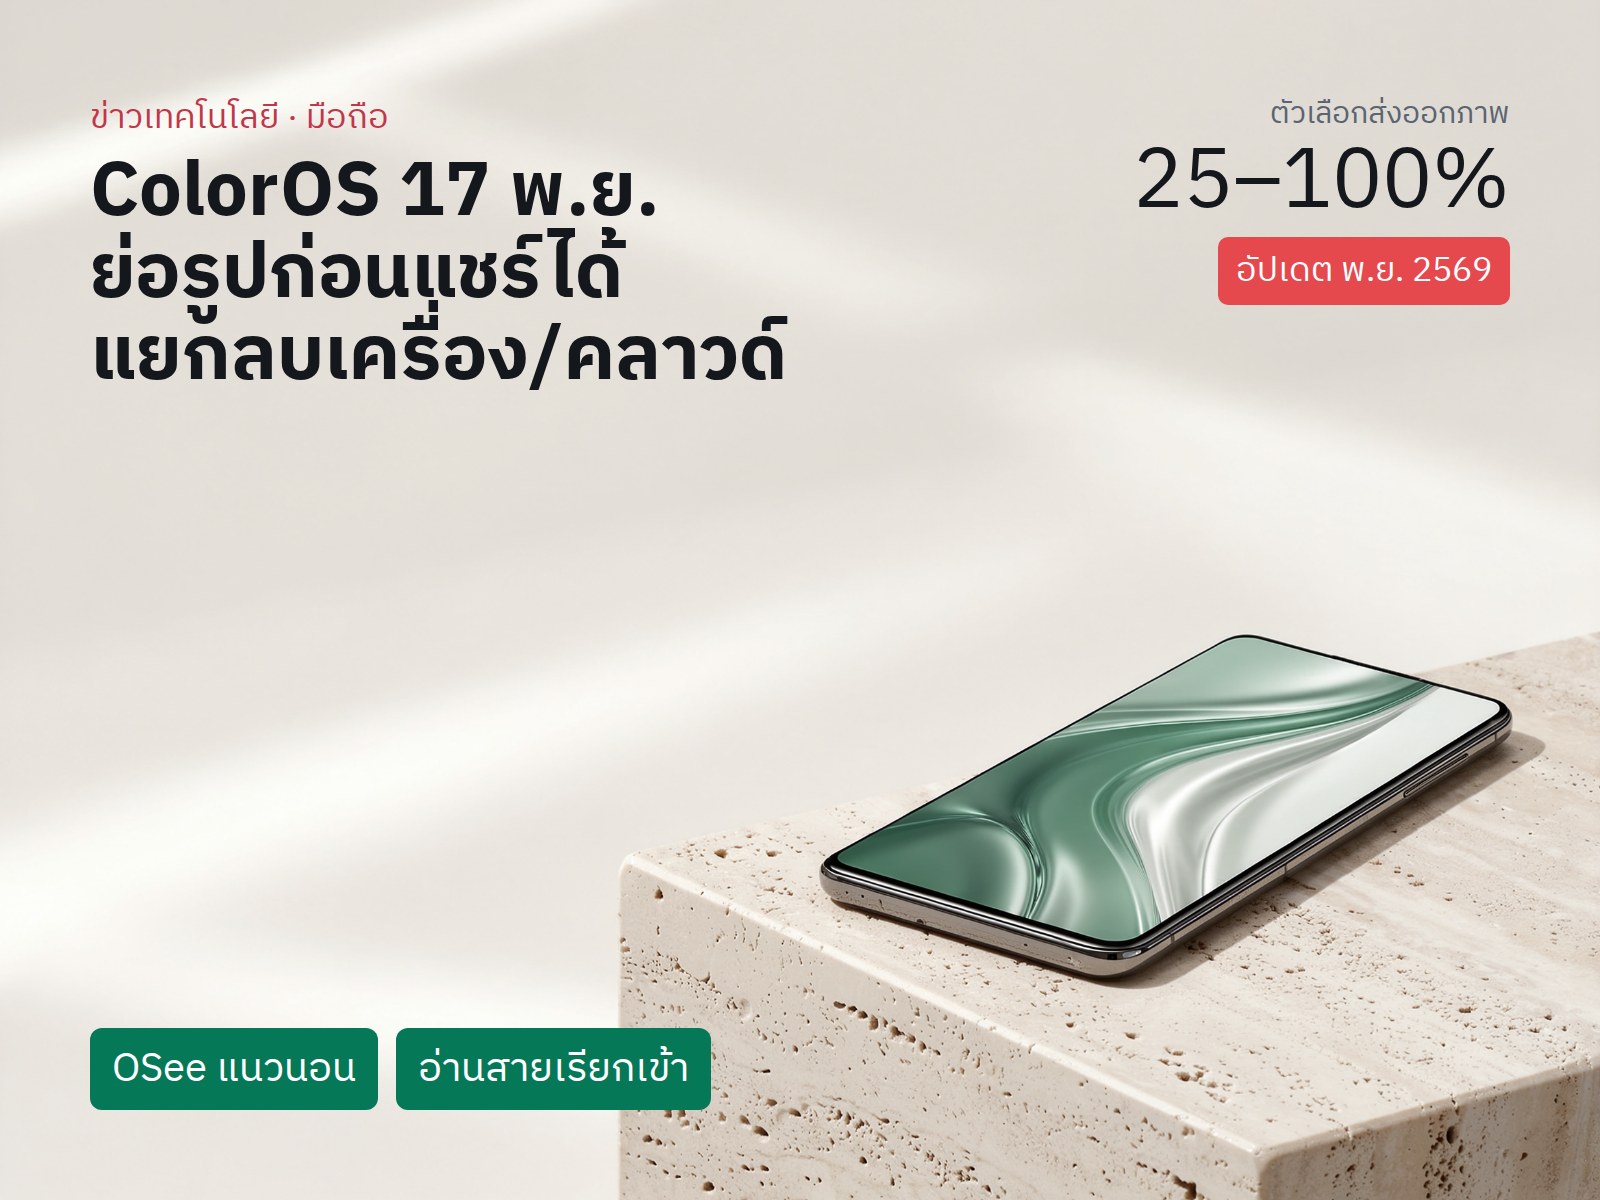 ข่าวเทคโนโลยี · มือถือ
ColorOS 17 พ.ย.
ย่อรูปก่อนแชร์ได้
แยกลบเครื่อง/คลาวด์
ตัวเลือกส่งออกภาพ
25–100%
อัปเดต พ.ย. 2569
OSee แนวนอน
อ่านสายเรียกเข้า